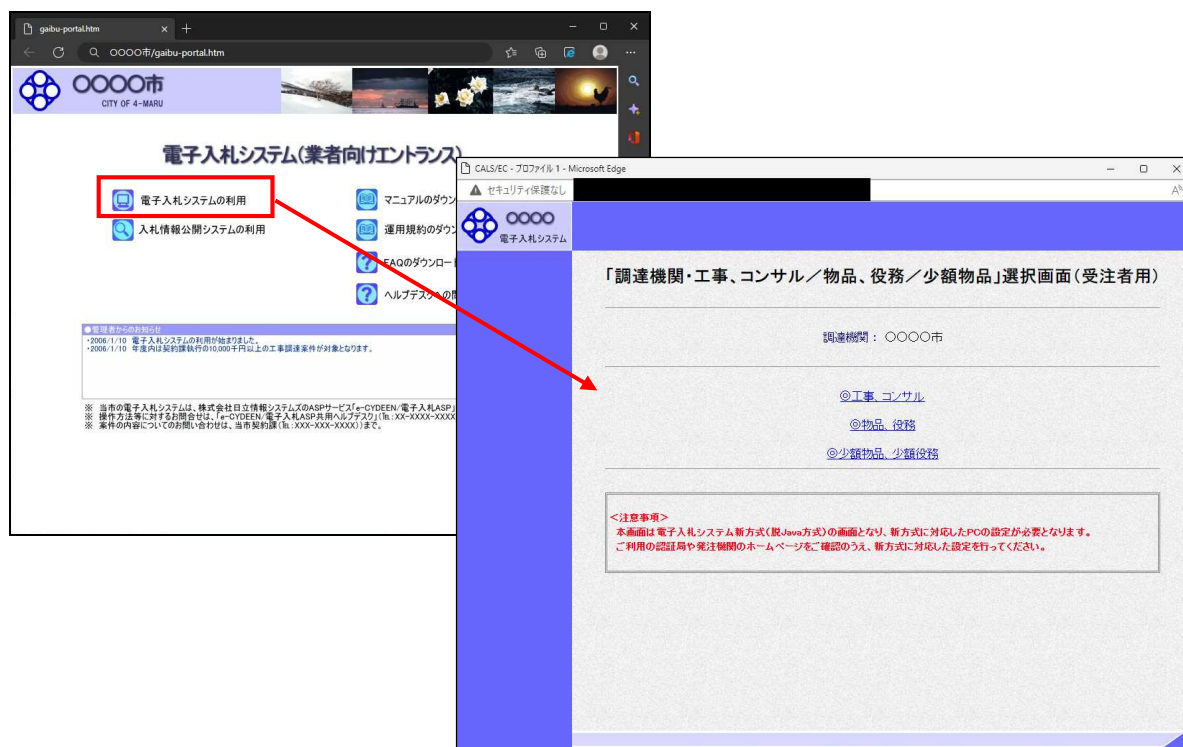 gaibu-portal.htm
〇〇〇〇市/gaibu-portal.htm
〇〇〇〇市
CITY OF 4-MARU
電子入札システム(業者向けエントランス)
電子入札システムの利用
マニュアルのダウン
入札情報公開システムの利用
運用規約のダウン
FAQのダウンロー
ヘルプデスクへの問
●管理者からのお知らせ
・2006/1/10 電子入札システムの利用が始まりました。
・2006/1/10 年度内は契約課執行の10,000千円以上の工事調達案件が対象となります。
※ 当市の電子入札システムは、株式会社日立情報システムズのASPサービス「e-CYDEEN/電子入札ASP」
※ 操作方法等に対するお問合せは、「e-CYDEEN/電子入札ASP共用ヘルプデスク」(℡:XX-XXXX-XXXX
※ 案件の内容についてのお問い合わせは、当市契約課(℡:XXX-XXX-XXXX))まで。
CALS/EC - プロファイル 1 - Microsoft Edge
セキュリティ保護なし
〇〇〇〇
電子入札システム
「調達機関・工事、コンサル／物品、役務／少額物品」選択画面(受注者用)
調達機関： 〇〇〇〇市
◎工事、コンサル
◎物品、役務
◎少額物品、少額役務
＜注意事項＞
本画面は電子入札システム新方式(脱Java方式)の画面となり、新方式に対応したPCの設定が必要となります。
ご利用の認証局や発注機関のホームページをご確認のうえ、新方式に対応した設定を行ってください。